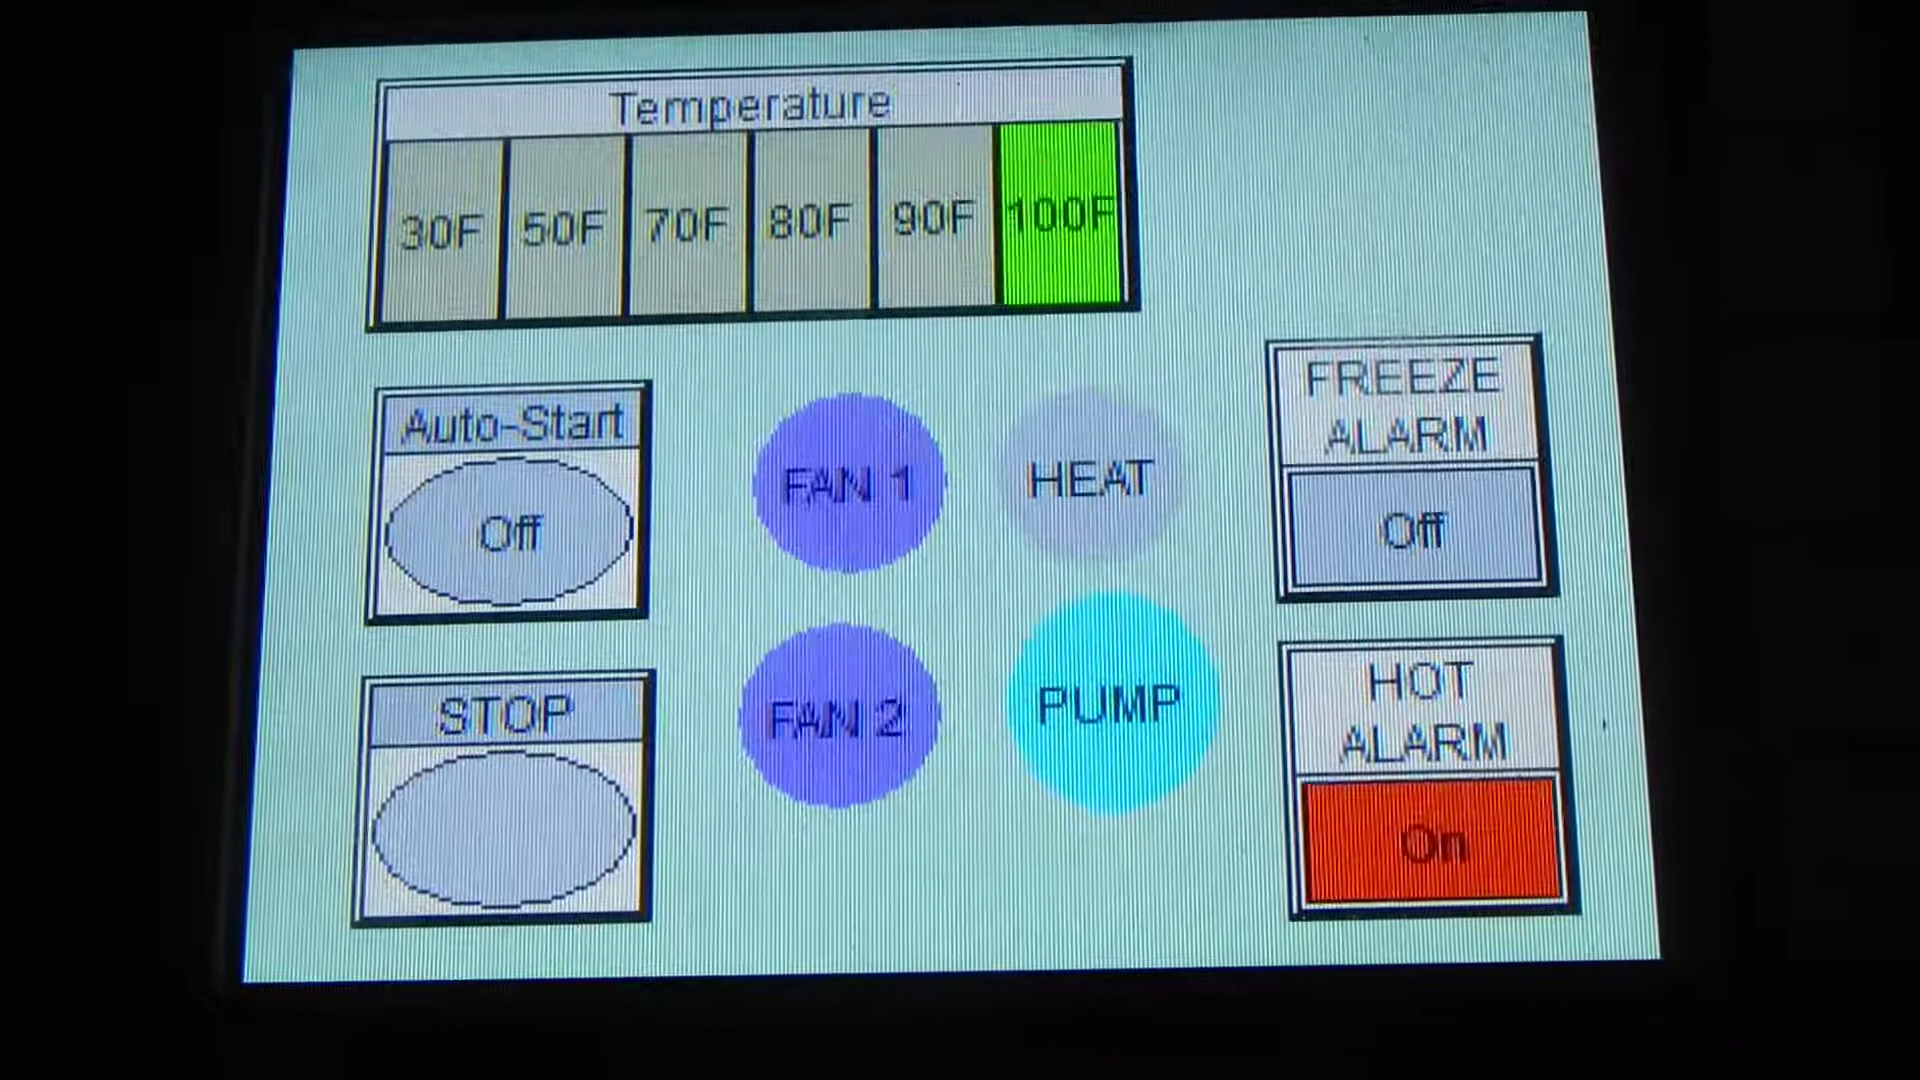 Temperature
30F 50F 70F 80F 90F 100F
Auto-Start
Off
FAN 1
HEAT
FREEZE
ALARM
Off
STOP
FAN 2
PUMP
HOT
ALARM
On